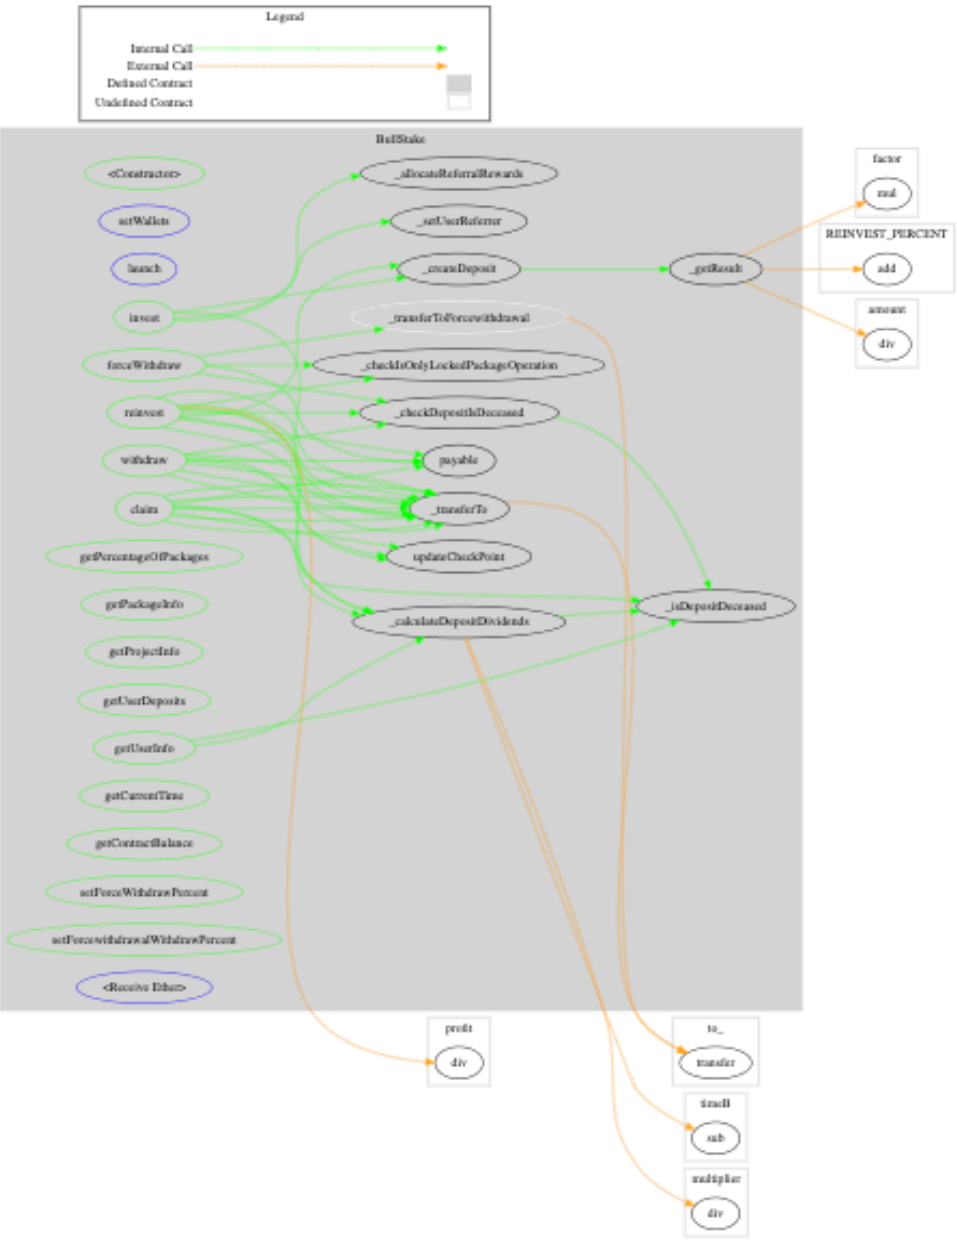 Legend
Internal Call
External Call
Defined Contract
Undefined Contract
BullStake
<Constructor>
_allocateReferralRewards
factor
mul
setWallets
_setUserReferrer
REINVEST_PERCENT
launch
_createDeposit
_getResult
add
invest
_transferToForcewithdrawal
amount
div
forceWithdraw
_checkIsOnlyLockedPackageOperation
reinvest
_checkDepositIsDeceased
withdraw
payable
claim
_transferTo
getPercentageOfPackages
updateCheckPoint
getPackageInfo
_isDepositDeceased
_calculateDepositDividends
getProjectInfo
getUserDeposits
getUserInfo
getCurrentTime
getContractBalance
setForceWithdrawPercent
setForcewithdrawalWithdrawPercent
<Receive Ether>
profit
to_
div
transfer
timeB
sub
multiplier
div